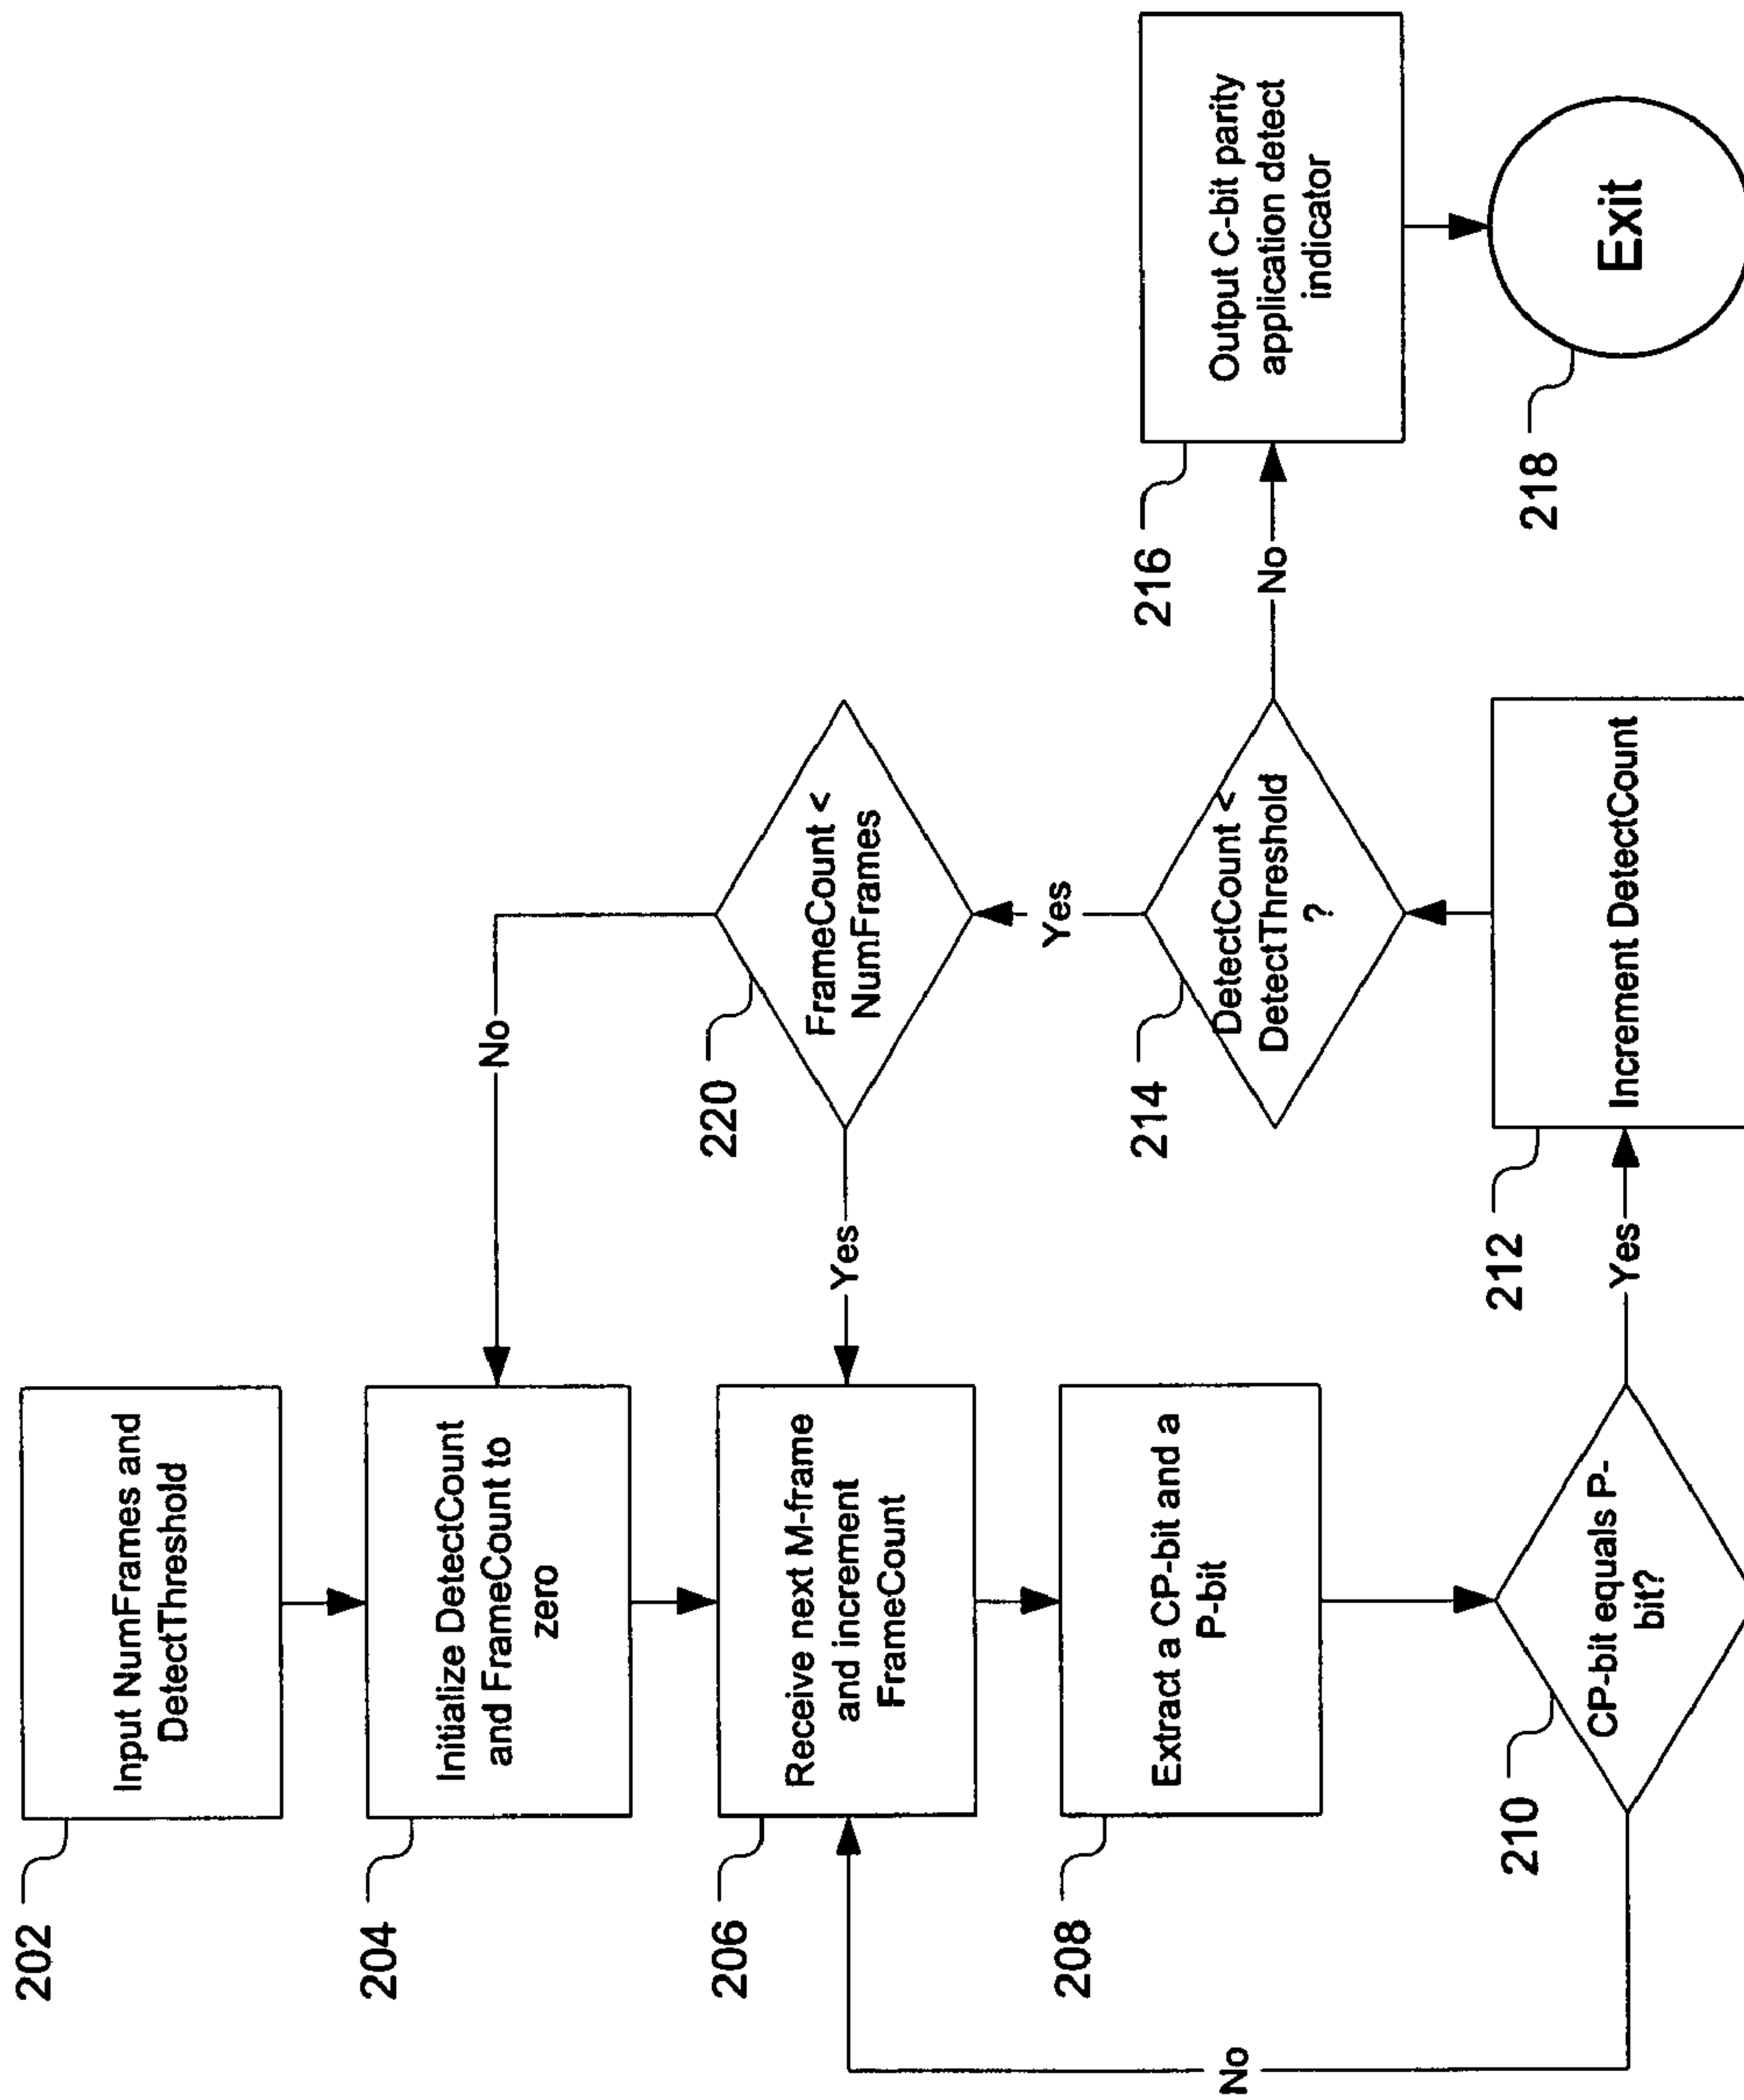 202
Input NumFrames and
DetectThreshold
204
Initialize DetectCount
and FrameCount to
zero
206
Receive next M-frame
and increment
FrameCount
208
Extract a CP-bit and a
P-bit
210
CP-bit equals P-
bit?
No
Yes
212
Increment DetectCount
214
DetectCount <
DetectThreshold
?
Yes
No
220
FrameCount <
NumFrames
Yes
No
216
Output C-bit parity
application detect
indicator
218
Exit